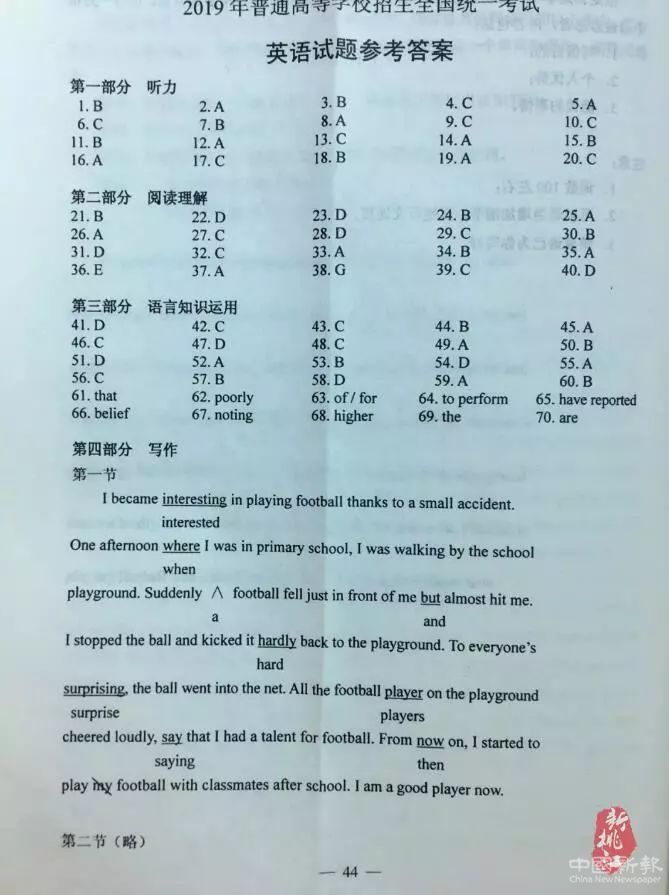 2019年普通高等学校招生全国统一考试
英语试题参考答案
第一部分 听力
1. B 2. A 3. B 4. C 5. A
6. C 7. B 8. A 9. C 10. C
11. B 12. A 13. C 14. A 15. B
16. A 17. C 18. B 19. A 20. C
第二部分 阅读理解
21. B 22. D 23. D 24. B 25. A
26. A 27. C 28. D 29. C 30. B
31. D 32. C 33. A 34. B 35. A
36. E 37. A 38. G 39. C 40. D
第三部分 语言知识运用
41. D 42. C 43. C 44. B 45. A
46. C 47. D 48. C 49. A 50. B
51. D 52. A 53. B 54. D 55. A
56. C 57. B 58. D 59. A 60. B
61. that 62. poorly 63. of / for 64. to perform 65. have reported
66. belief 67. noting 68. higher 69. the 70. are
第四部分 写作
第一节
I became interesting in playing football thanks to a small accident.
interested
One afternoon where I was in primary school, I was walking by the school
when
playground. Suddenly ∧ football fell just in front of me but almost hit me.
a and
I stopped the ball and kicked it hardly back to the playground. To everyone's
hard
surprising, the ball went into the net. All the football player on the playground
surprise players
cheered loudly, say that I had a talent for football. From now on, I started to
saying then
play my football with classmates after school. I am a good player now.
第二节（略）
— 44 —
新桃
中國新報
China New Newspaper